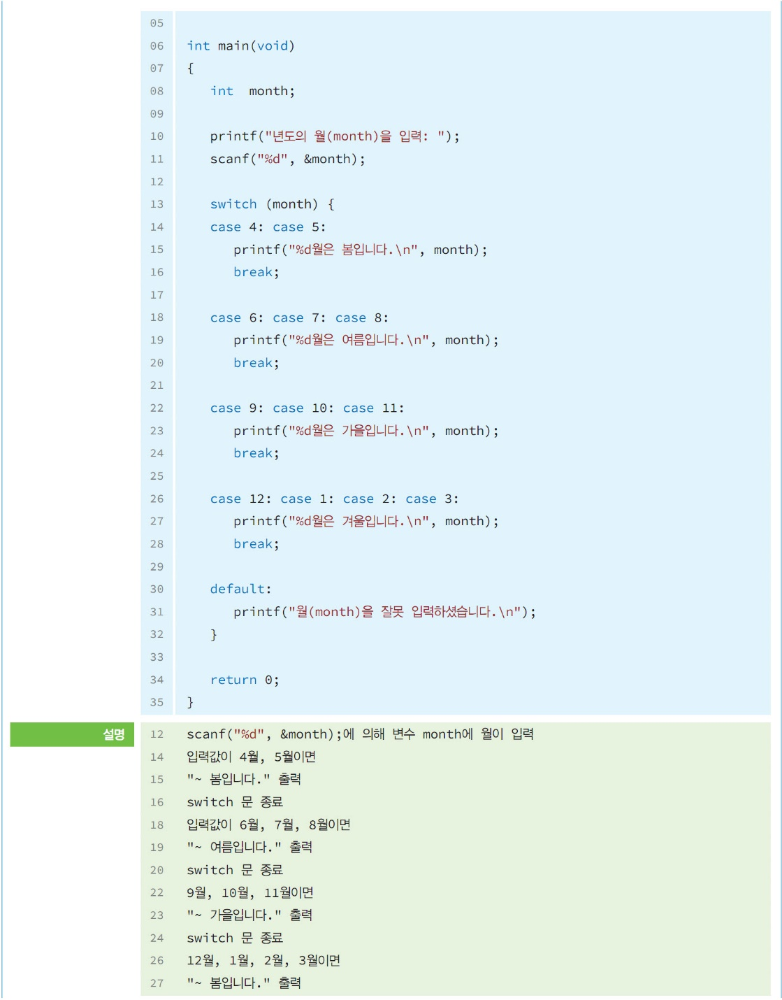 05
06 int main(void)
07 {
08 int month;
09
10 printf("년도의 월(month)을 입력: ");
11 scanf("%d", &month);
12
13 switch (month) {
14 case 4: case 5:
15 printf("%d월은 봄입니다.\n", month);
16 break;
17
18 case 6: case 7: case 8:
19 printf("%d월은 여름입니다.\n", month);
20 break;
21
22 case 9: case 10: case 11:
23 printf("%d월은 가을입니다.\n", month);
24 break;
25
26 case 12: case 1: case 2: case 3:
27 printf("%d월은 겨울입니다.\n", month);
28 break;
29
30 default:
31 printf("월(month)을 잘못 입력하셨습니다.\n");
32 }
33
34 return 0;
35 }
설명 12 scanf("%d", &month);에 의해 변수 month에 월이 입력
14 입력값이 4월, 5월이면
15 "~ 봄입니다." 출력
16 switch 문 종료
18 입력값이 6월, 7월, 8월이면
19 "~ 여름입니다." 출력
20 switch 문 종료
22 9월, 10월, 11월이면
23 "~ 가을입니다." 출력
24 switch 문 종료
26 12월, 1월, 2월, 3월이면
27 "~ 봄입니다." 출력